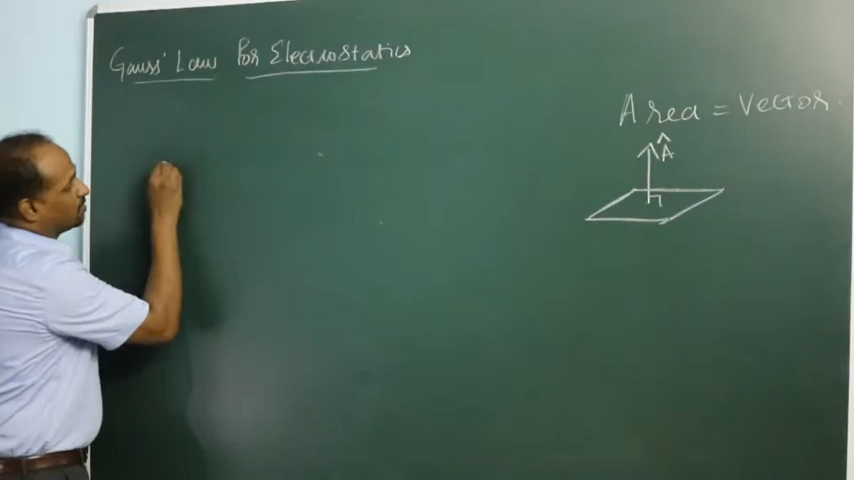 Gauss' Law for Electrostatics
Area = Vector.
Â